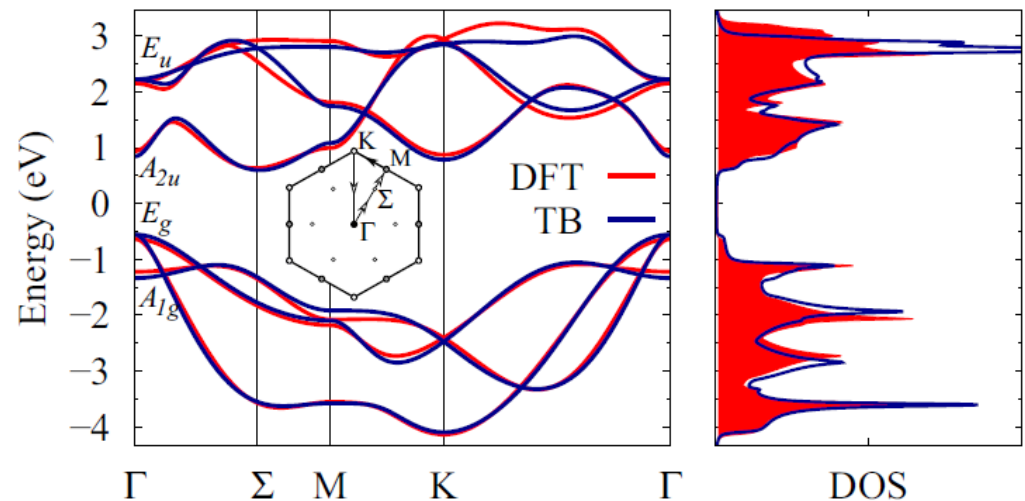 Energy (eV)
3
2
1
0
−1
−2
−3
−4
E_u
A_2u
E_g
A_1g
K
M
Σ
Γ
DFT
TB
Γ Σ M K Γ
DOS